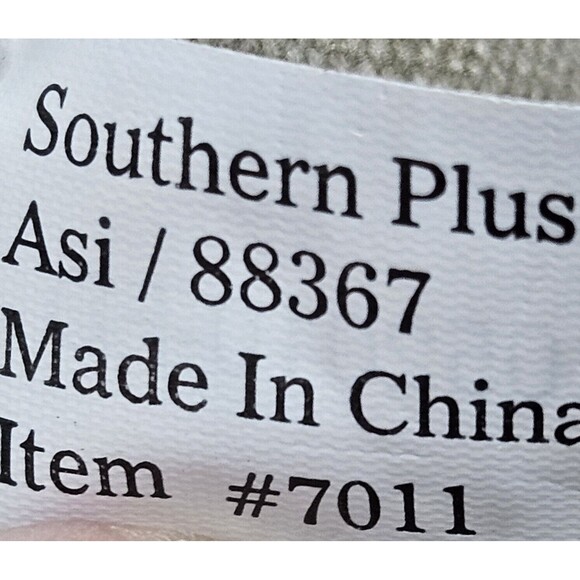 Southern Plus
Asi / 88367
Made In China
Item #7011